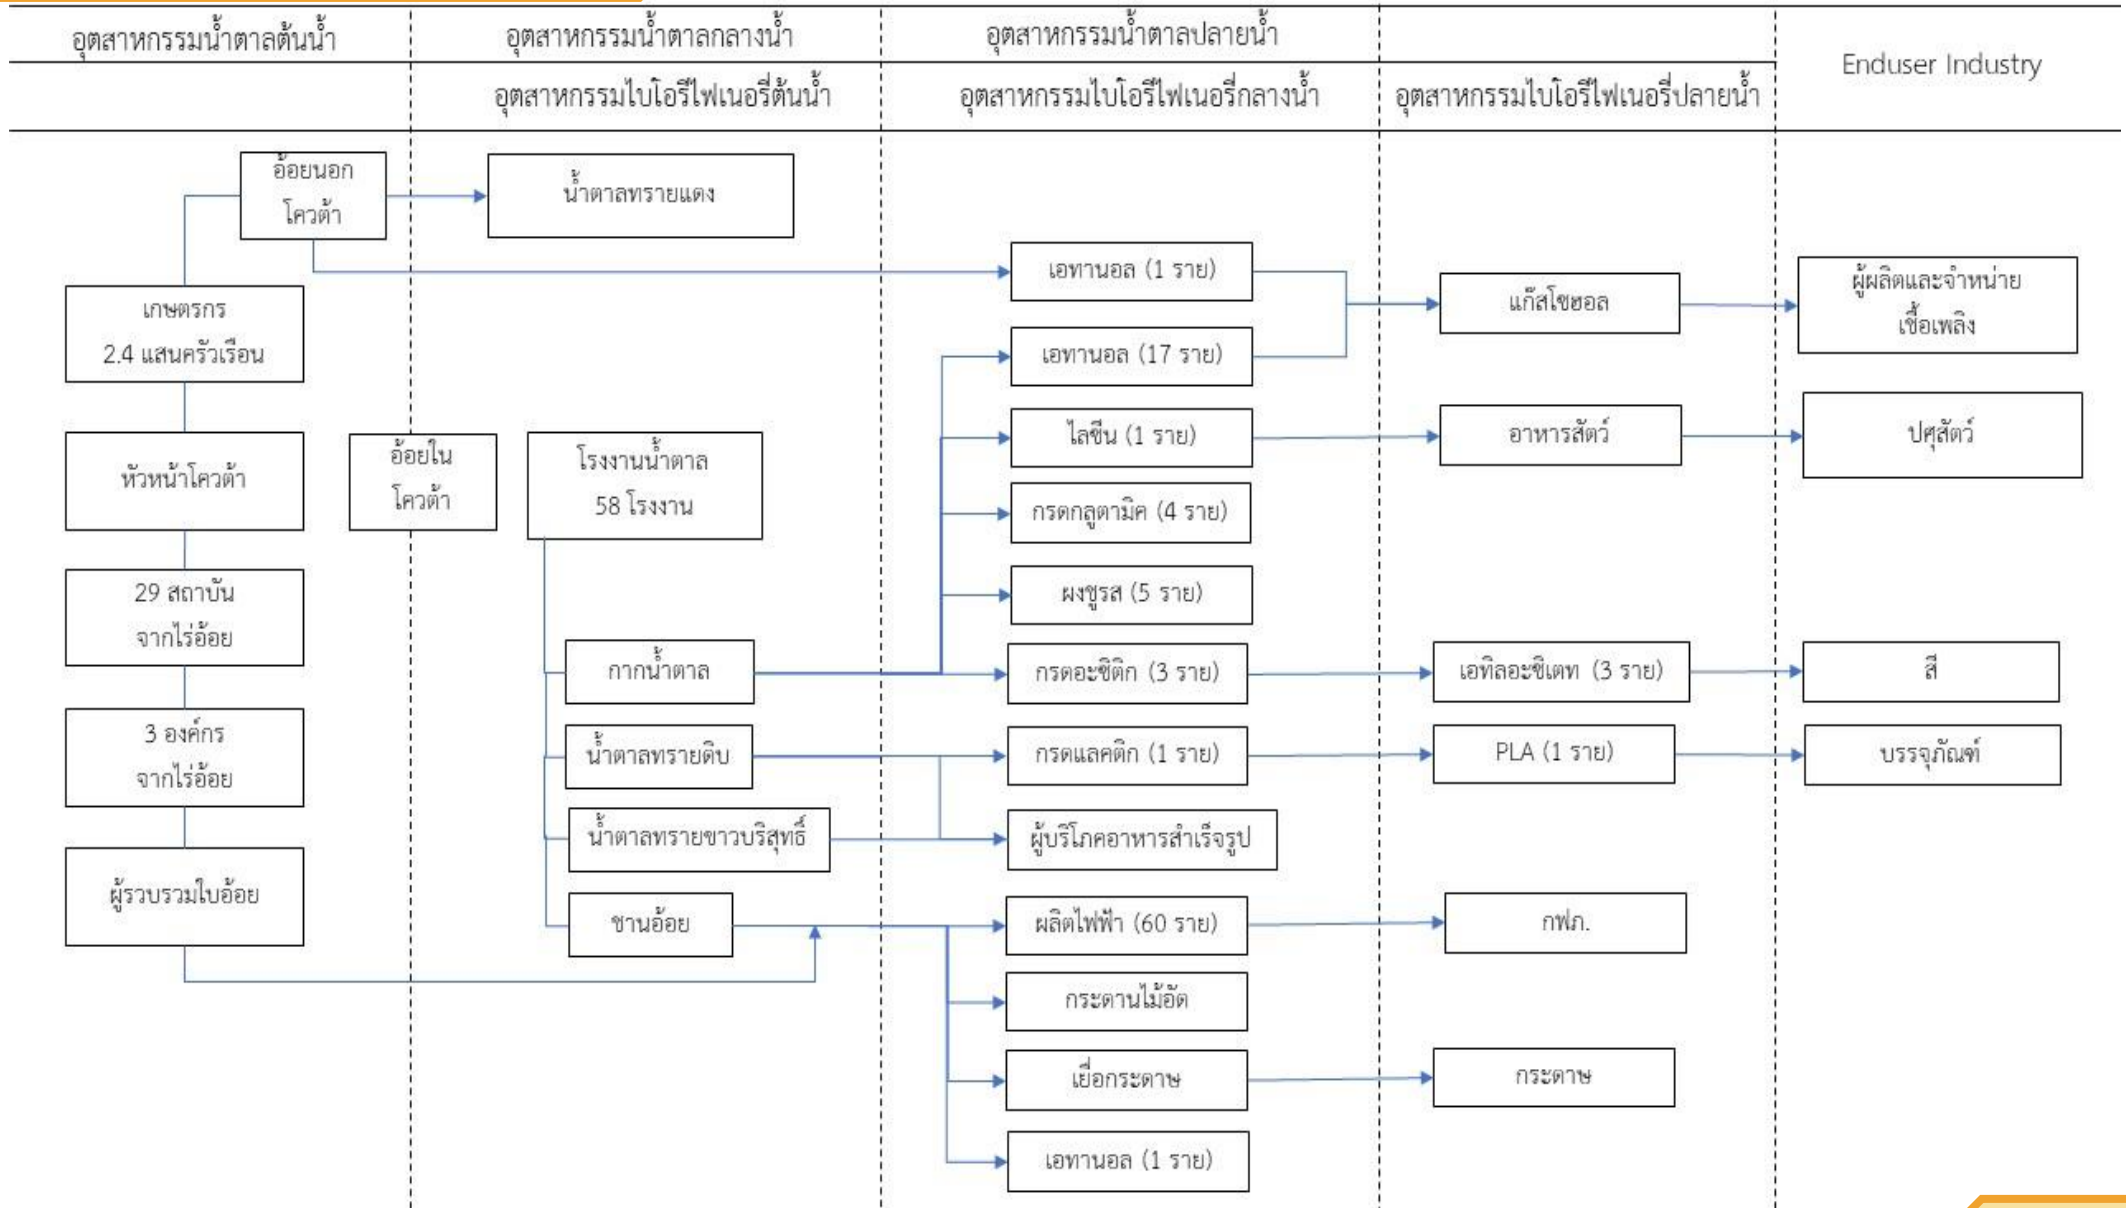 อุตสาหกรรมน้ำตาลต้นน้ำ
อุตสาหกรรมน้ำตาลกลางน้ำ
อุตสาหกรรมน้ำตาลปลายน้ำ
Enduser Industry
อุตสาหกรรมไบโอรีไฟเนอรี่ต้นน้ำ
อุตสาหกรรมไบโอรีไฟเนอรี่กลางน้ำ
อุตสาหกรรมไบโอรีไฟเนอรี่ปลายน้ำ
อ้อยนอก
โควต้า
น้ำตาลทรายแดง
เอทานอล (1 ราย)
แก๊สโซฮอล
ผู้ผลิตและจำหน่าย
เชื้อเพลิง
เกษตรกร
2.4 แสนครัวเรือน
เอทานอล (17 ราย)
หัวหน้าโควต้า
อ้อยใน
โควต้า
โรงงานน้ำตาล
58 โรงงาน
ไลซีน (1 ราย)
อาหารสัตว์
ปศุสัตว์
กรดกลูตามิค (4 ราย)
29 สถาบัน
จากไร่อ้อย
ผงชูรส (5 ราย)
กากน้ำตาล
กรดอะซิติก (3 ราย)
เอทิลอะซิเตท (3 ราย)
สี
3 องค์กร
จากไร่อ้อย
น้ำตาลทรายดิบ
กรดแลคติก (1 ราย)
PLA (1 ราย)
บรรจุภัณฑ์
น้ำตาลทรายขาวบริสุทธิ์
ผู้บริโภคอาหารสำเร็จรูป
ผู้รวบรวมใบอ้อย
ชานอ้อย
ผลิตไฟฟ้า (60 ราย)
กฟภ.
กระดานไม้อัด
เยื่อกระดาษ
กระดาษ
เอทานอล (1 ราย)